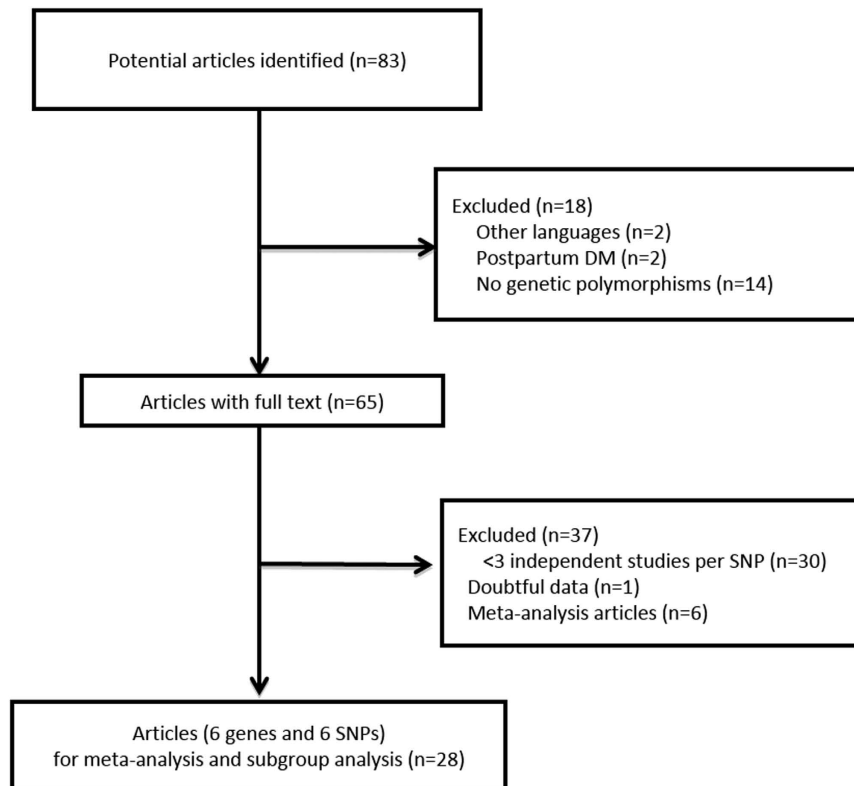 Potential articles identified (n=83)
Excluded (n=18)
Other languages (n=2)
Postpartum DM (n=2)
No genetic polymorphisms (n=14)
Articles with full text (n=65)
Excluded (n=37)
<3 independent studies per SNP (n=30)
Doubtful data (n=1)
Meta-analysis articles (n=6)
Articles (6 genes and 6 SNPs)
for meta-analysis and subgroup analysis (n=28)